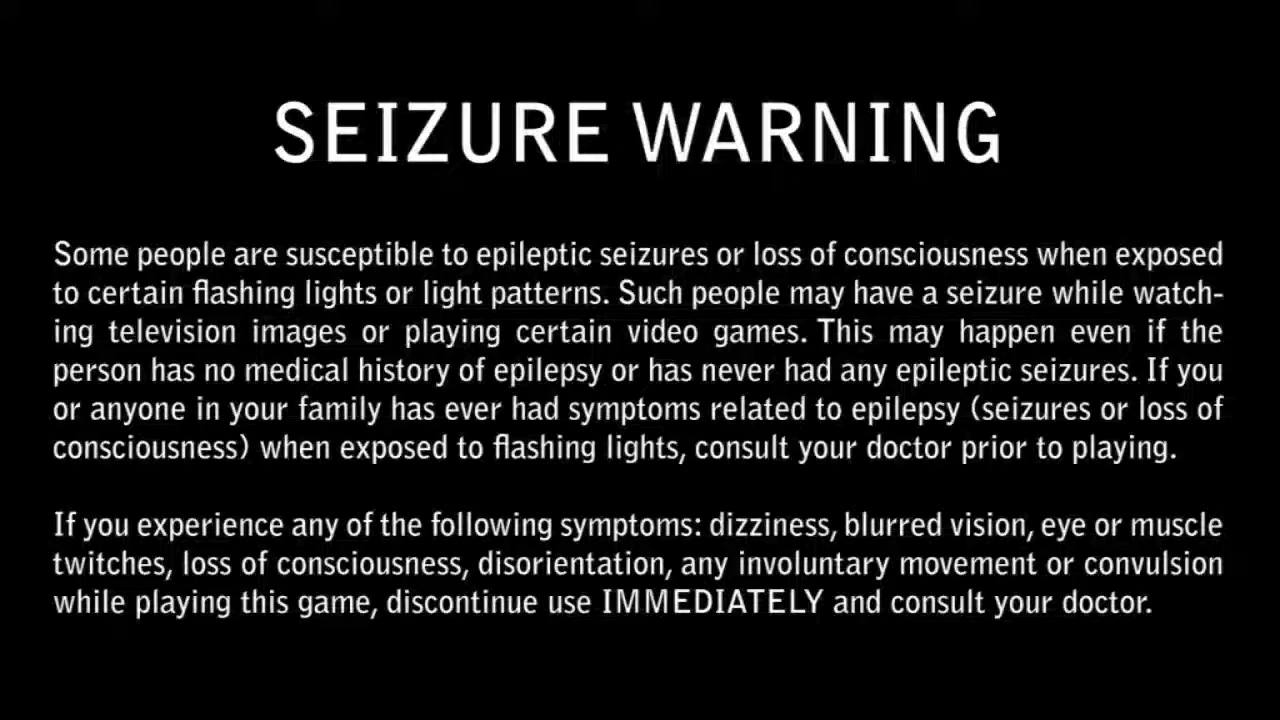 SEIZURE WARNING
Some people are susceptible to epileptic seizures or loss of consciousness when exposed
to certain flashing lights or light patterns. Such people may have a seizure while watch-
ing television images or playing certain video games. This may happen even if the
person has no medical history of epilepsy or has never had any epileptic seizures. If you
or anyone in your family has ever had symptoms related to epilepsy (seizures or loss of
consciousness) when exposed to flashing lights, consult your doctor prior to playing.
If you experience any of the following symptoms: dizziness, blurred vision, eye or muscle
twitches, loss of consciousness, disorientation, any involuntary movement or convulsion
while playing this game, discontinue use IMMEDIATELY and consult your doctor.